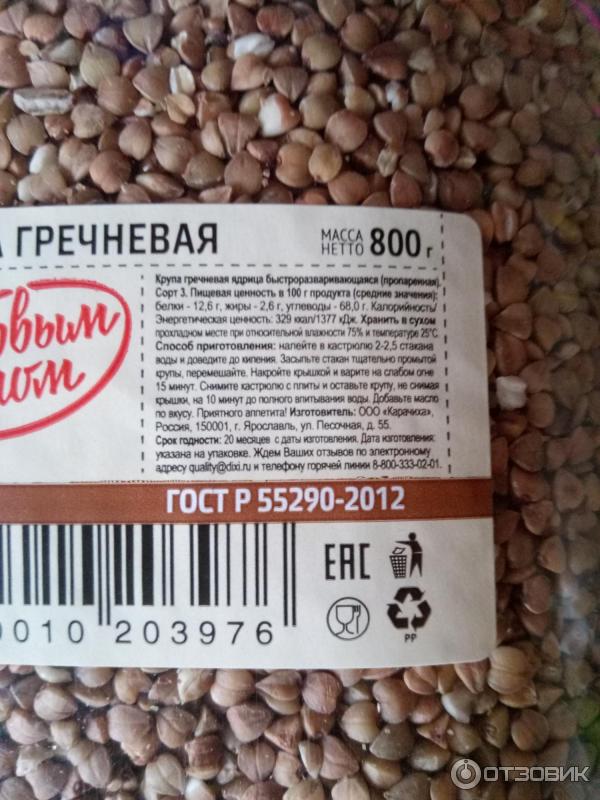 А ГРЕЧНЕВАЯ
МАССА НЕТТО 800 г
Крупа гречневая ядрица быстроразваривающаяся (пропаренная).
Сорт 3. Пищевая ценность в 100 г продукта (средние значения):
белки - 12,6 г, жиры - 2,6 г, углеводы - 68,0 г. Калорийность/
Энергетическая ценность: 329 ккал/1377 кДж. Хранить в сухом
прохладном месте при относительной влажности 75% и температуре 25°С.
Способ приготовления: налейте в кастрюлю 2-2,5 стакана
воды и доведите до кипения. Засыпьте стакан тщательно промытой
крупы, перемешайте. Накройте крышкой и варите на слабом огне
15 минут. Снимите кастрюлю с плиты и оставьте крупу, не снимая
крышки, на 10 минут до полного впитывания воды. Добавьте масло
по вкусу. Приятного аппетита! Изготовитель: ООО «Карачиха»,
Россия, 150001, г. Ярославль, ул. Песочная, д. 55.
Срок годности: 20 месяцев с даты изготовления. Дата изготовления:
указана на упаковке. Ждем Ваших отзывов по электронному
адресу quality@dixi.ru и телефону горячей линии 8-800-333-02-01.
ГОСТ Р 55290-2012
0010 203976
EAC
PP
ОТЗОВИК